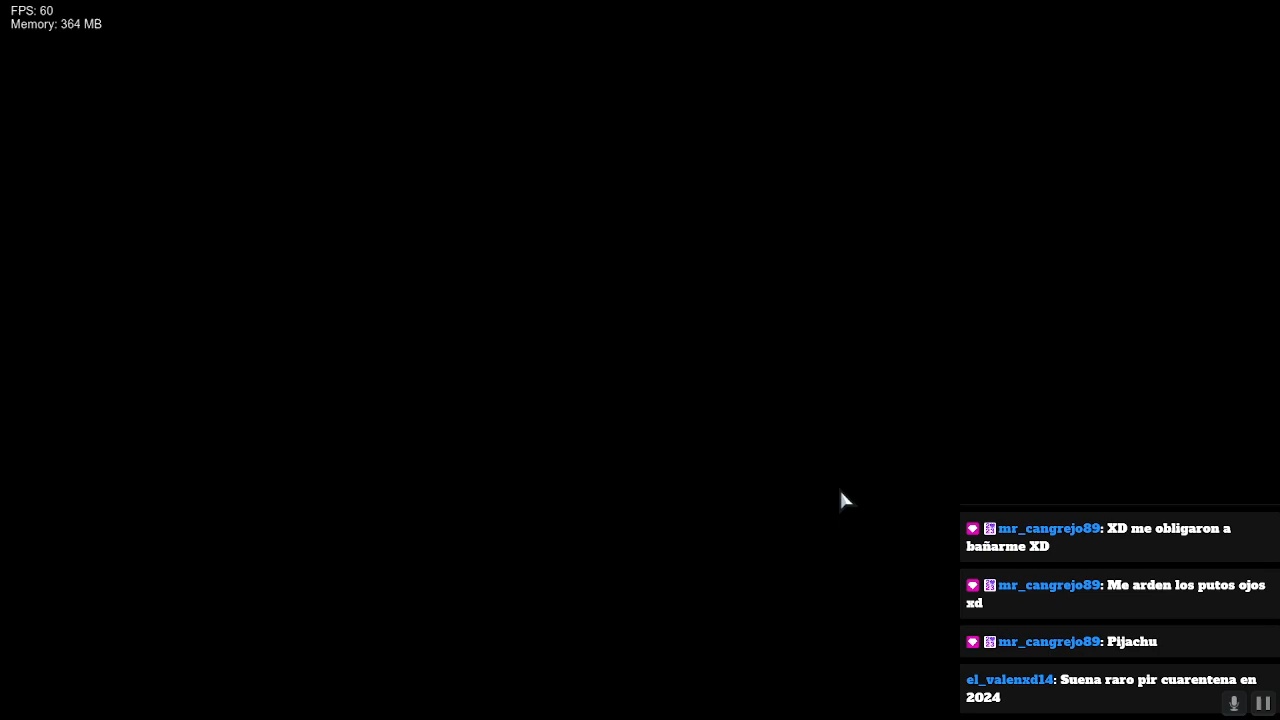 FPS: 60
Memory: 364 MB
mr_cangrejo89: XD me obligaron a
bañarme XD
mr_cangrejo89: Me arden los putos ojos
xd
mr_cangrejo89: Pijachu
el_valenxd14: Suena raro pir cuarentena en
2024